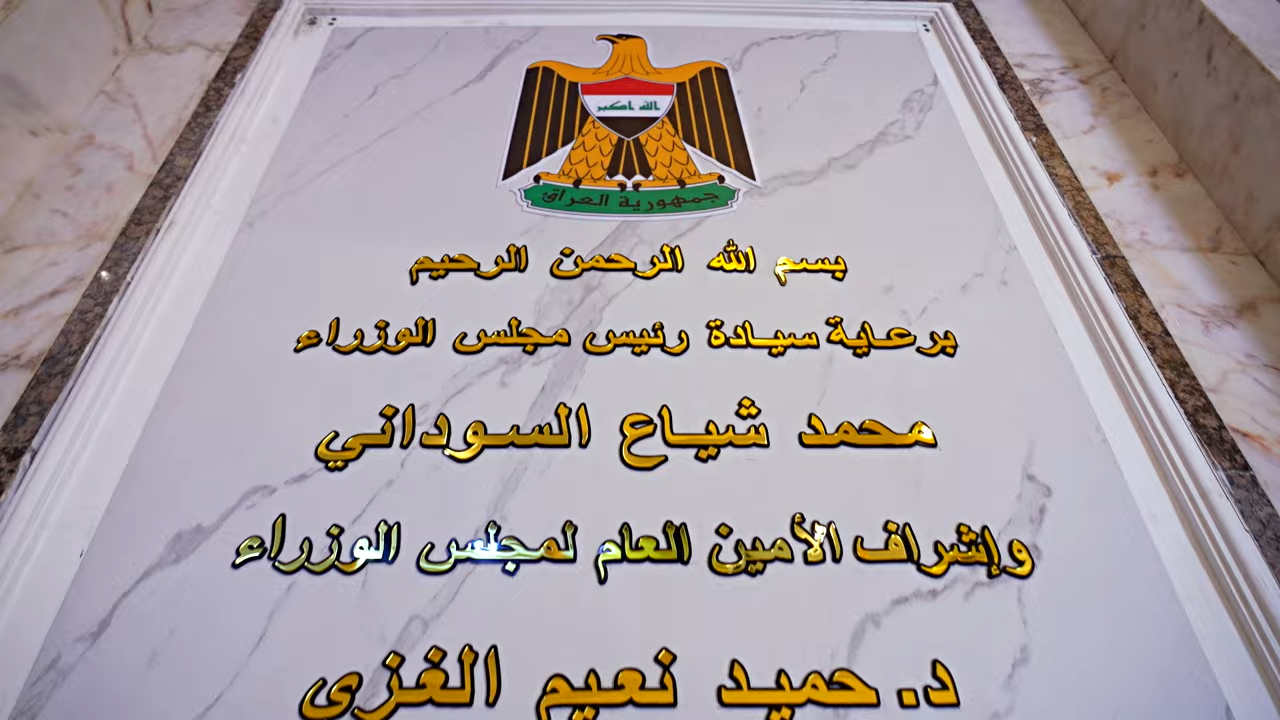 الله اكبر
جمهورية العراق
بسم الله الرحمن الرحيم
برعاية سيادة رئيس مجلس الوزراء
محمد شياع السوداني
وإشراف الأمين العام لمجلس الوزراء
د. حميد نعيم الغزي